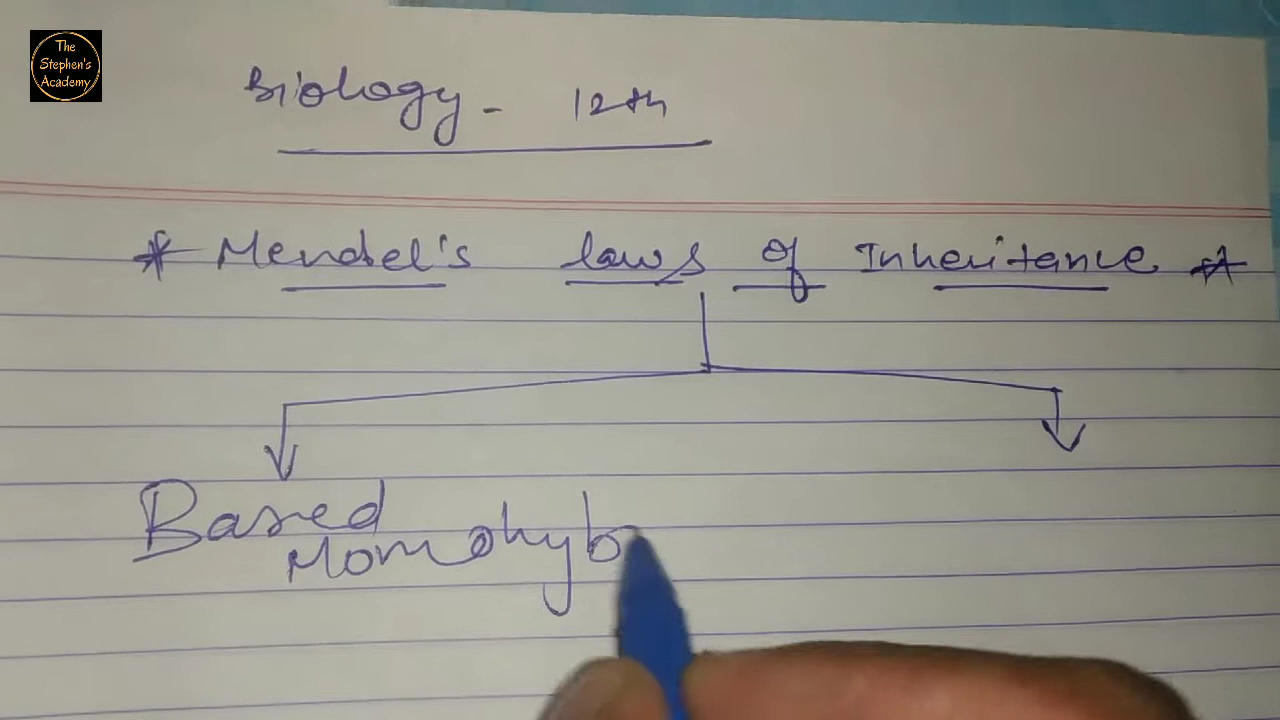 The
Stephen's
Academy
Biology - 12th
* Mendel's laws of Inheritance *
Based
Monohyb